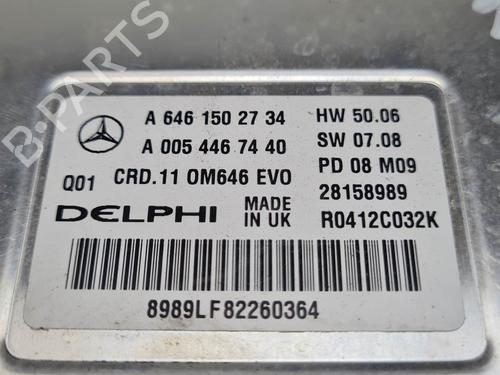 A 646 150 27 34 HW 50.06
A 005 446 74 40 SW 07.08
Q01 CRD.11 OM646 EVO PD 08 M09
28158989
DELPHI MADE IN UK R0412C032K
8989LF82260364
B-PARTS